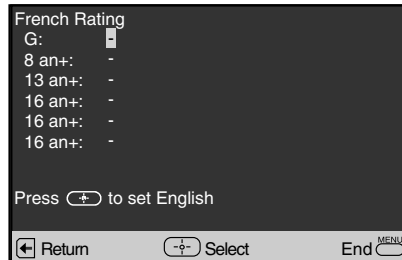 French Rating
G: -
8 an+: -
13 an+: -
16 an+: -
16 an+: -
16 an+: -
Press to set English
Return Select End MENU